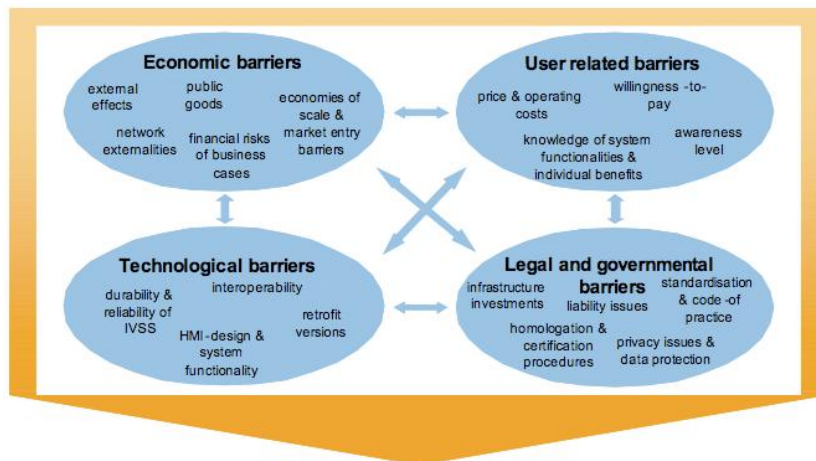 Economic barriers
external
effects
public
goods
economies of
scale &
market entry
barriers
network
externalities
financial risks
of business
cases
User related barriers
price & operating
costs
willingness -to-
pay
knowledge of system
functionalities &
individual benefits
awareness
level
Technological barriers
interoperability
durability &
reliability of IVSS
retrofit
versions
HMI-design &
system
functionality
Legal and governmental
barriers
infrastructure
investments
liability issues
standardisation
& code -of
practice
homologation &
certification
procedures
privacy issues &
data protection